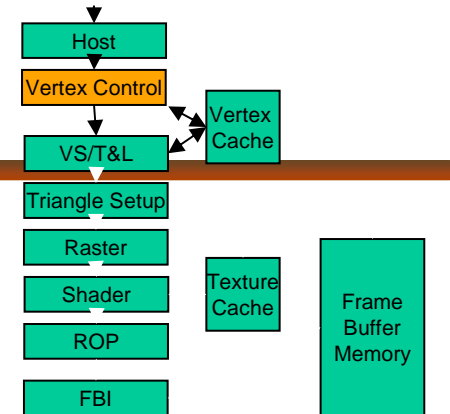 Host
Vertex Control
Vertex
Cache
VS/T&L
Triangle Setup
Raster
Shader
Texture
Cache
Frame
Buffer
Memory
ROP
FBI